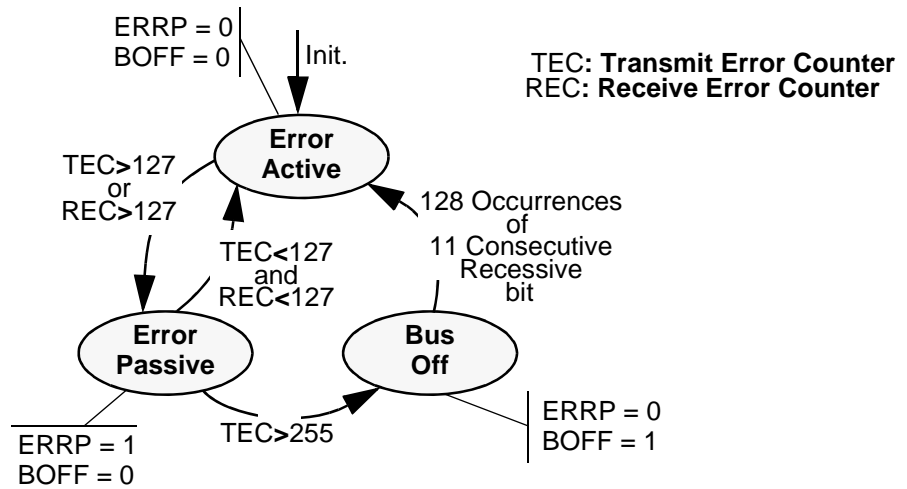 ERRP = 0
BOFF = 0
Init.
TEC: Transmit Error Counter
REC: Receive Error Counter
Error
Active
TEC>127
or
REC>127
TEC<127
and
REC<127
128 Occurrences
of
11 Consecutive
Recessive
bit
Error
Passive
Bus
Off
TEC>255
ERRP = 1
BOFF = 0
ERRP = 0
BOFF = 1